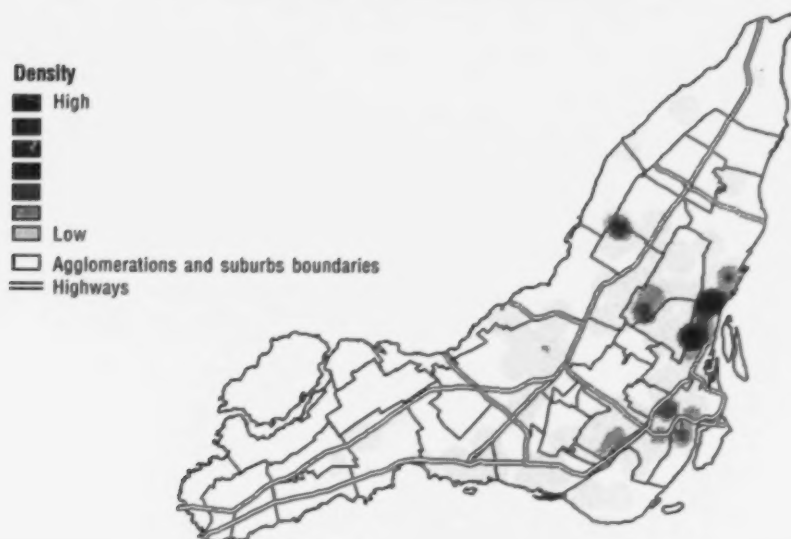 Density
High
Low
Agglomerations and suburbs boundaries
Highways